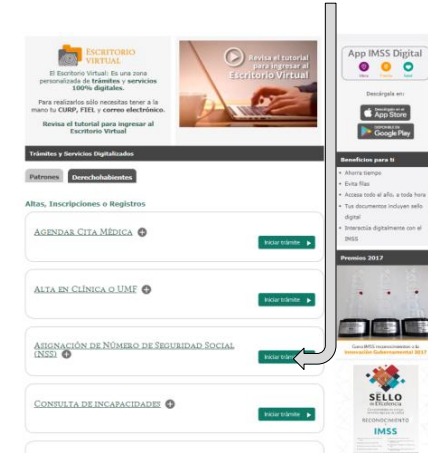 ESCRITORIO
VIRTUAL
El Escritorio Virtual: Es una zona
personalizada de trámites y servicios
100% digitales.
Para realizarlos sólo necesitas tener a la
mano tu CURP, FIEL y correo electrónico.
Revisa el tutorial para ingresar al
Escritorio Virtual
Revisa el tutorial
para ingresar al
Escritorio Virtual
Trámites y Servicios Digitalizados
Patrones
Derechohabientes
Altas, Inscripciones o Registros
AGENDAR CITA MÉDICA
Iniciar trámite
ALTA EN CLÍNICA O UMF
Iniciar trámite
ASIGNACIÓN DE NÚMERO DE SEGURIDAD SOCIAL
(NSS)
Iniciar trámite
CONSULTA DE INCAPACIDADES
Iniciar trámite
App IMSS Digital
Descárgala en:
App Store
Google Play
Beneficios para ti
Ahorra tiempo
Evita filas
Accesa todo el año, a toda hora
Tus documentos incluyen sello
digital
Interactúa digitalmente con el
IMSS
Premios 2017
Gana IMSS reconocimientos a la
Innovación Gubernamental 2017
SELLO
DE EXCELENCIA
RECONOCIMIENTO
IMSS